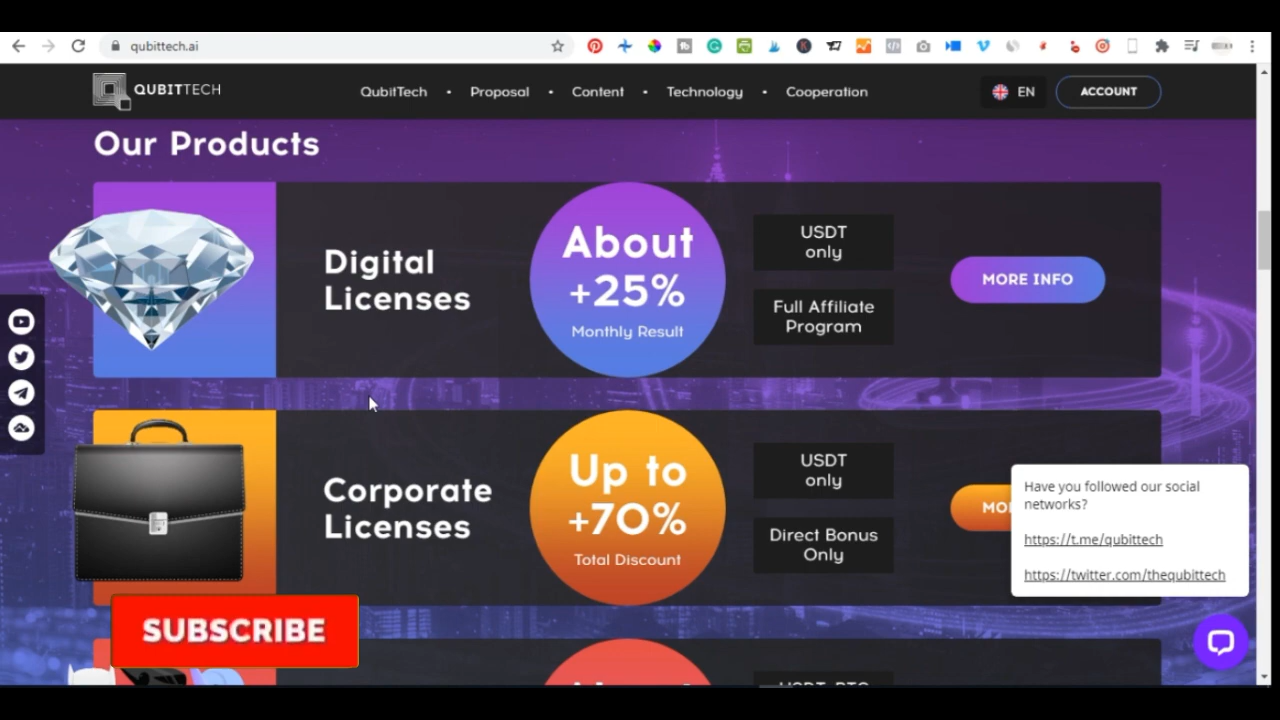 qubittech.ai
QUBITTECH
QubitTech • Proposal • Content • Technology • Cooperation
EN
ACCOUNT
Our Products
Digital
Licenses
About
+25%
Monthly Result
USDT
only
Full Affiliate
Program
MORE INFO
Corporate
Licenses
Up to
+70%
Total Discount
USDT
only
Direct Bonus
Only
Have you followed our social
networks?
https://t.me/qubittech
https://twitter.com/thequbittech
SUBSCRIBE